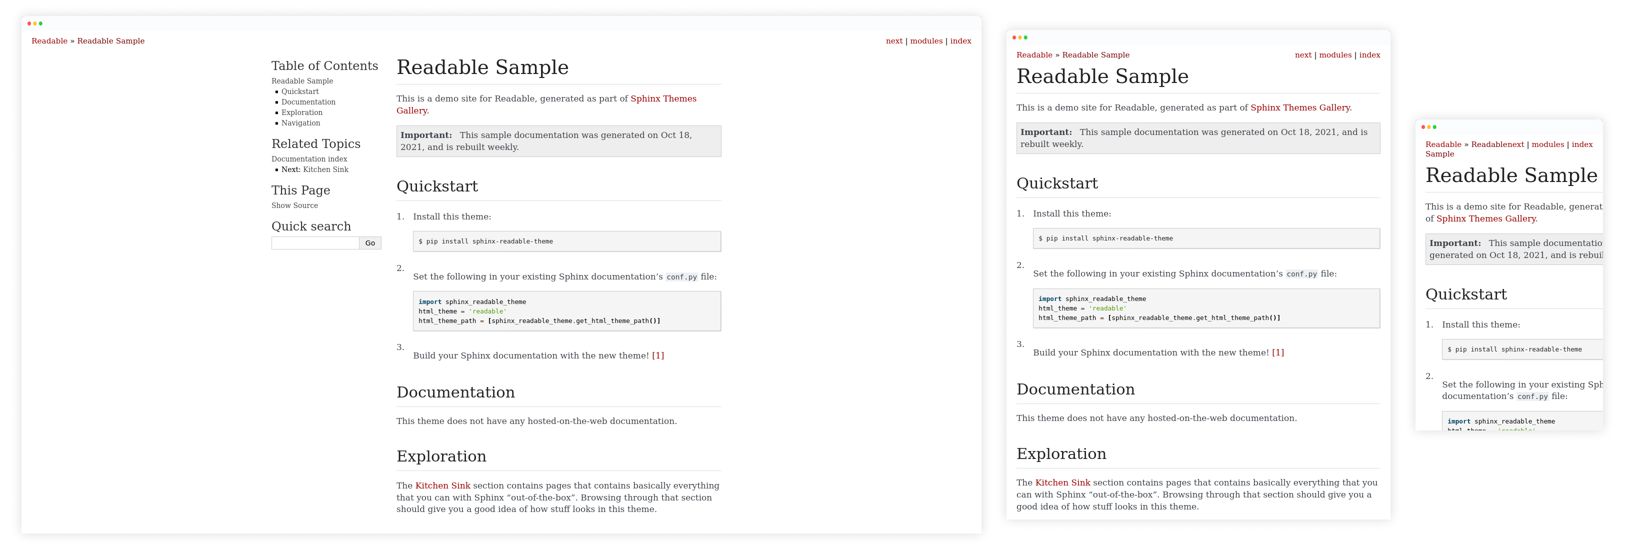 Readable » Readable Sample
next | modules | index
Table of Contents
Readable Sample
Quickstart
Documentation
Exploration
Navigation
Related Topics
Documentation index
Next: Kitchen Sink
This Page
Show Source
Quick search
Go
Readable Sample
This is a demo site for Readable, generated as part of Sphinx Themes
Gallery.
Important: This sample documentation was generated on Oct 18,
2021, and is rebuilt weekly.
Quickstart
1. Install this theme:
$ pip install sphinx-readable-theme
2.
Set the following in your existing Sphinx documentation’s conf.py file:
import sphinx_readable_theme
html_theme = 'readable'
html_theme_path = [sphinx_readable_theme.get_html_theme_path()]
3.
Build your Sphinx documentation with the new theme! [1]
Documentation
This theme does not have any hosted-on-the-web documentation.
Exploration
The Kitchen Sink section contains pages that contains basically everything
that you can with Sphinx “out-of-the-box”. Browsing through that section
should give you a good idea of how stuff looks in this theme.
Readable » Readable Sample
next | modules | index
Readable Sample
This is a demo site for Readable, generated as part of Sphinx Themes Gallery.
Important: This sample documentation was generated on Oct 18, 2021, and is
rebuilt weekly.
Quickstart
1. Install this theme:
$ pip install sphinx-readable-theme
2.
Set the following in your existing Sphinx documentation’s conf.py file:
import sphinx_readable_theme
html_theme = 'readable'
html_theme_path = [sphinx_readable_theme.get_html_theme_path()]
3.
Build your Sphinx documentation with the new theme! [1]
Documentation
This theme does not have any hosted-on-the-web documentation.
Exploration
The Kitchen Sink section contains pages that contains basically everything that you
can with Sphinx “out-of-the-box”. Browsing through that section should give you a
good idea of how stuff looks in this theme.
Readable » Readable
Sample
next | modules | index
Readable Sample
This is a demo site for Readable, generat
of Sphinx Themes Gallery.
Important: This sample documentatio
generated on Oct 18, 2021, and is rebuil
Quickstart
1. Install this theme:
$ pip install sphinx-readable-theme
2.
Set the following in your existing Sph
documentation’s conf.py file:
import sphinx_readable_theme
html_theme = 'readable'